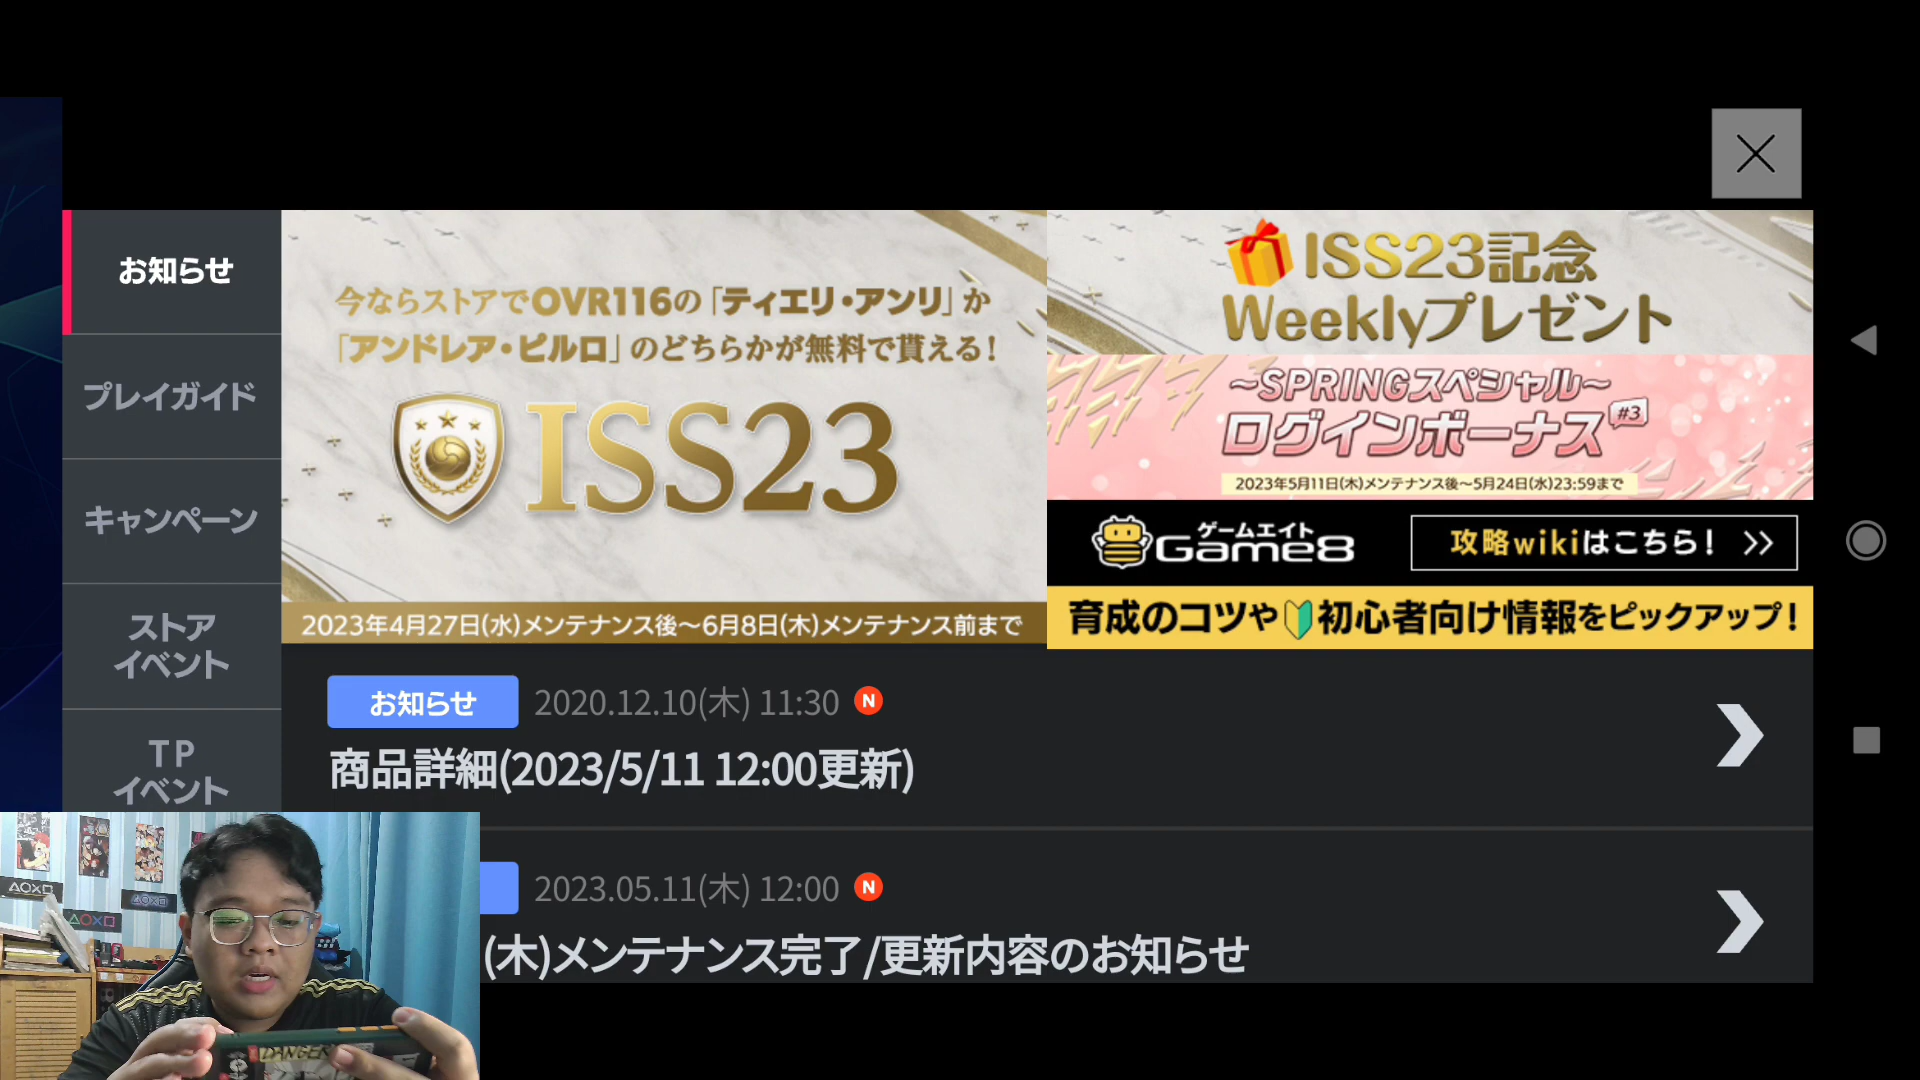 お知らせ
プレイガイド
キャンペーン
ストア
イベント
TP
イベント
今ならストアでOVR116の「ティエリ・アンリ」か
「アンドレア・ピルロ」のどちらかが無料で貰える！
ISS23
2023年4月27日(水)メンテナンス後～6月8日(木)メンテナンス前まで
ISS23記念
Weeklyプレゼント
～SPRINGスペシャル～
ログインボーナス #3
2023年5月11日(木)メンテナンス後～5月24日(水)23:59まで
ゲームエイト
Game8
攻略wikiはこちら！ >>
育成のコツや初心者向け情報をピックアップ！
お知らせ 2020.12.10(木) 11:30 N
商品詳細(2023/5/11 12:00更新)
2023.05.11(木) 12:00 N
(木)メンテナンス完了/更新内容のお知らせ
DANGER